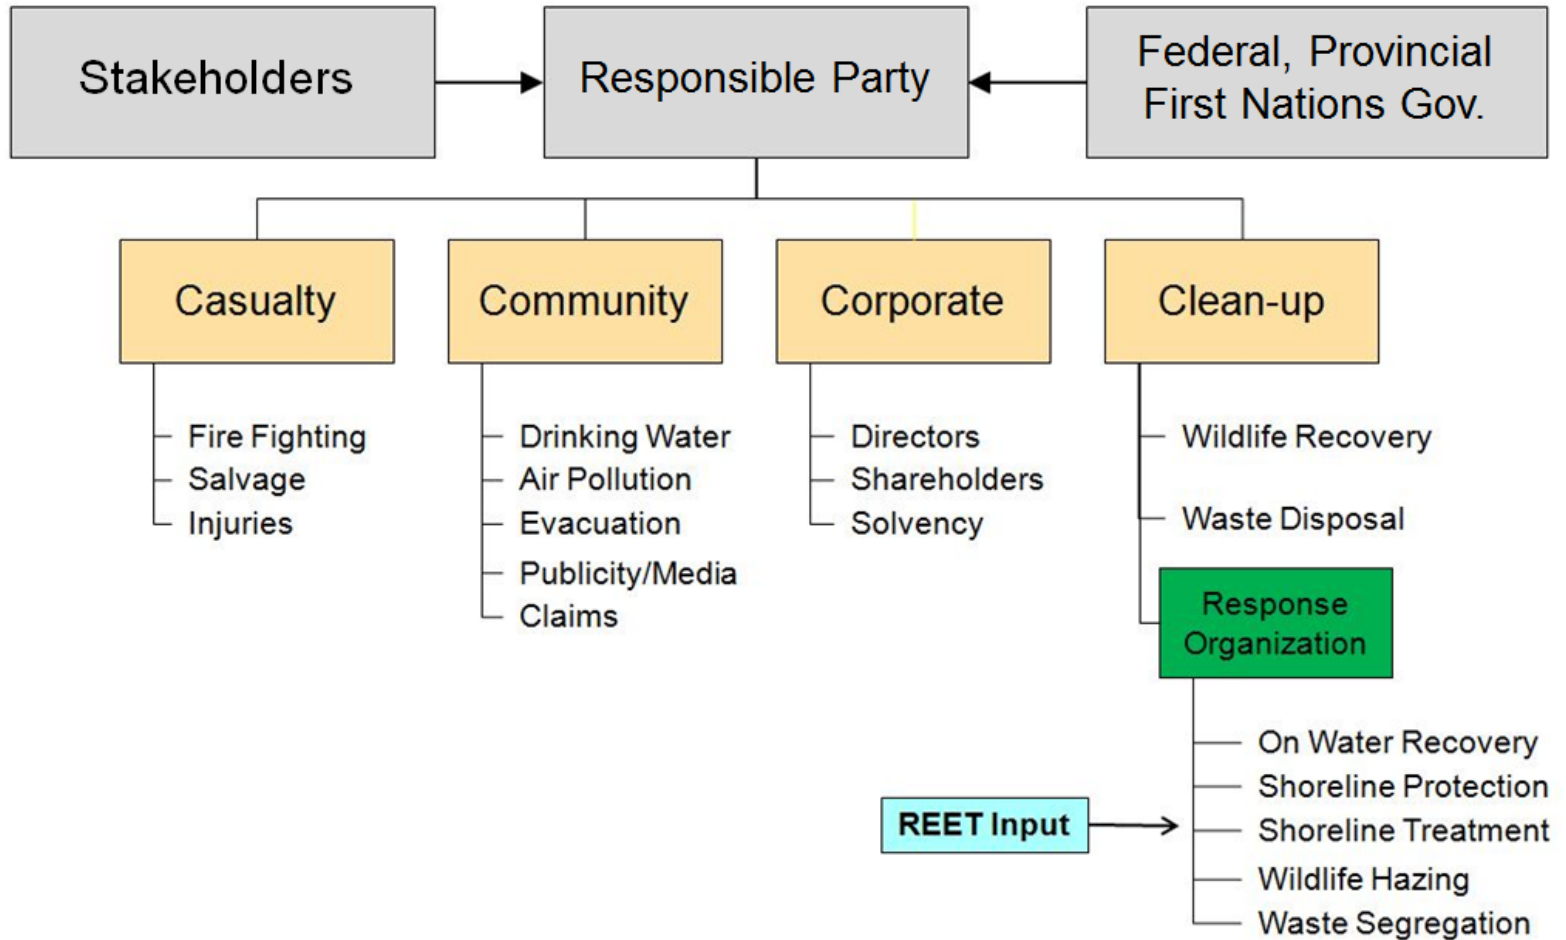 Stakeholders
Responsible Party
Federal, Provincial
First Nations Gov.
Casualty
Community
Corporate
Clean-up
Fire Fighting
Salvage
Injuries
Drinking Water
Air Pollution
Evacuation
Publicity/Media
Claims
Directors
Shareholders
Solvency
Wildlife Recovery
Waste Disposal
Response
Organization
REET Input
On Water Recovery
Shoreline Protection
Shoreline Treatment
Wildlife Hazing
Waste Segregation